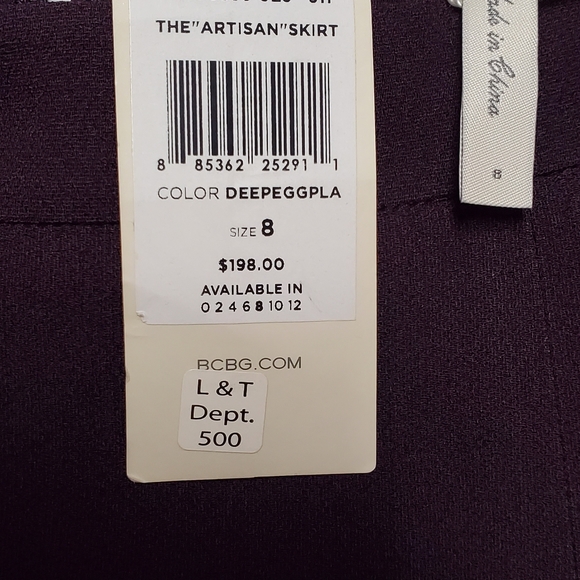 THE"ARTISAN"SKIRT
8 85362 25291 1
COLOR DEEPEGGPLA
SIZE 8
$198.00
AVAILABLE IN
0 2 4 6 8 10 12
BCBG.COM
L & T
Dept.
500
Made in China
8